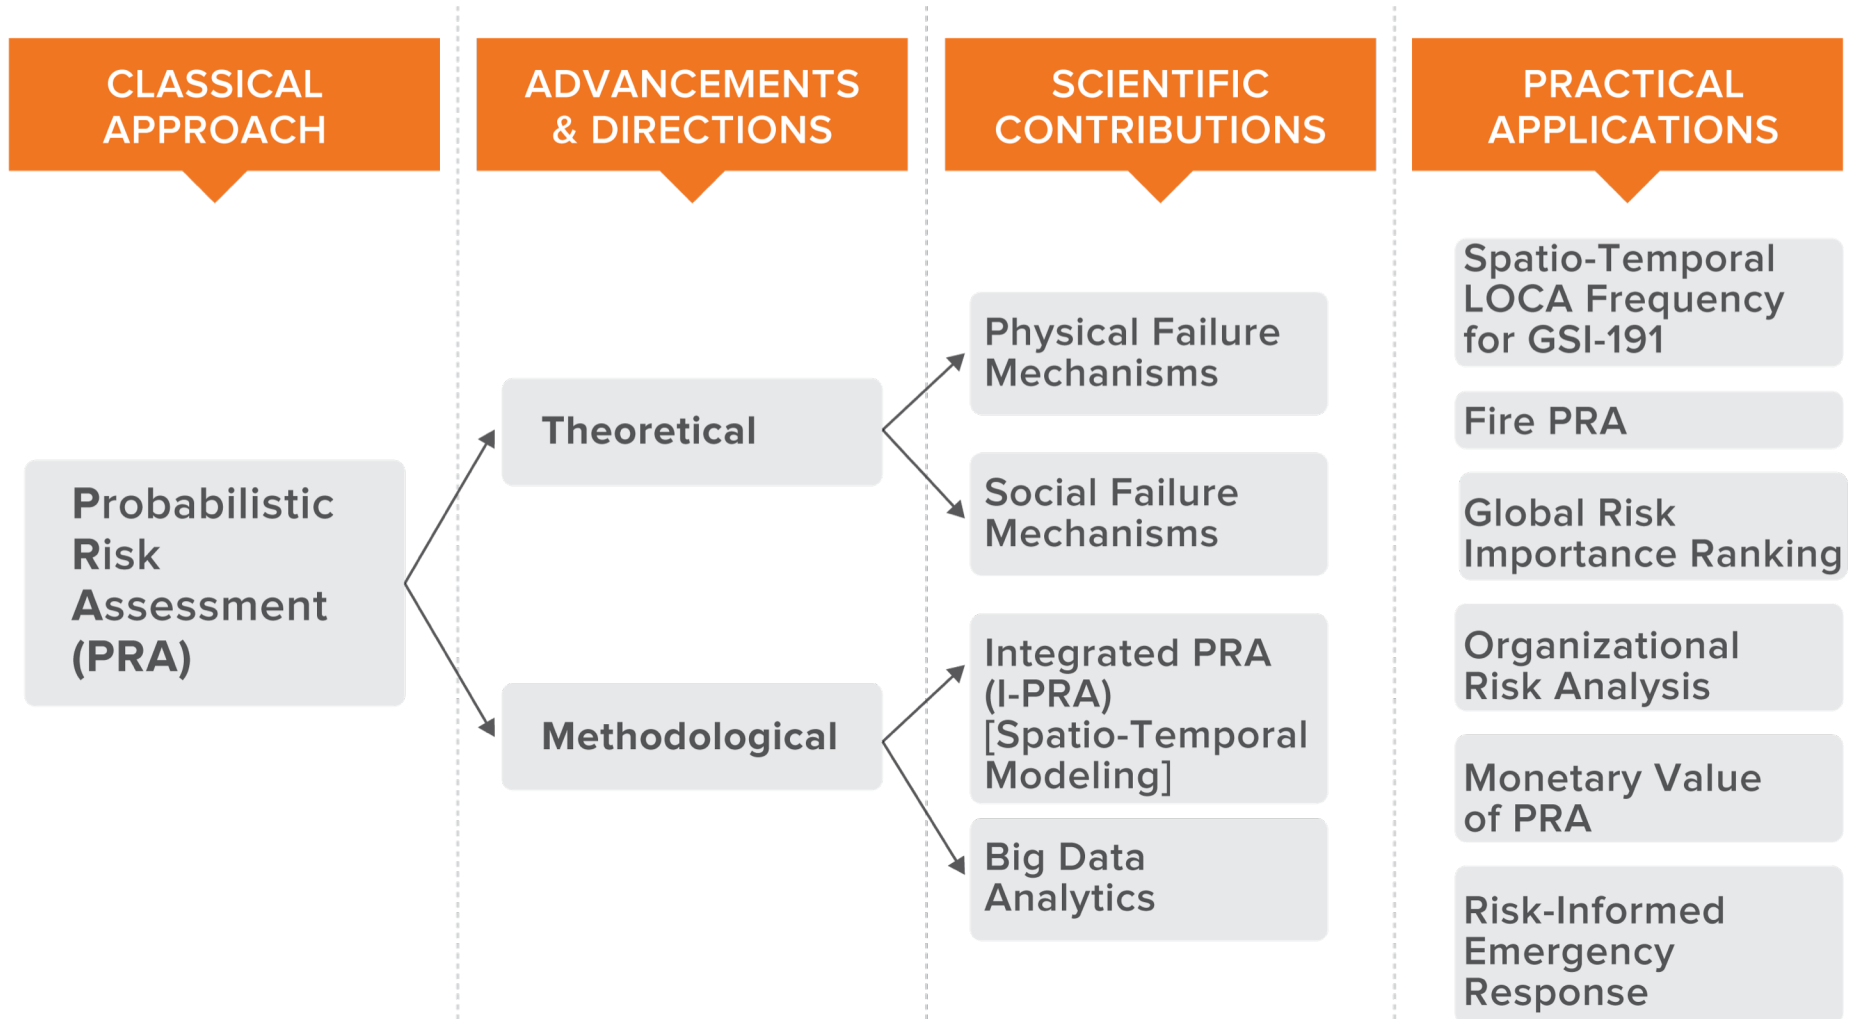 CLASSICAL
APPROACH
ADVANCEMENTS
& DIRECTIONS
SCIENTIFIC
CONTRIBUTIONS
PRACTICAL
APPLICATIONS
Probabilistic
Risk
Assessment
(PRA)
Theoretical
Methodological
Physical Failure
Mechanisms
Social Failure
Mechanisms
Integrated PRA
(I-PRA)
[Spatio-Temporal
Modeling]
Big Data
Analytics
Spatio-Temporal
LOCA Frequency
for GSI-191
Fire PRA
Global Risk
Importance Ranking
Organizational
Risk Analysis
Monetary Value
of PRA
Risk-Informed
Emergency
Response